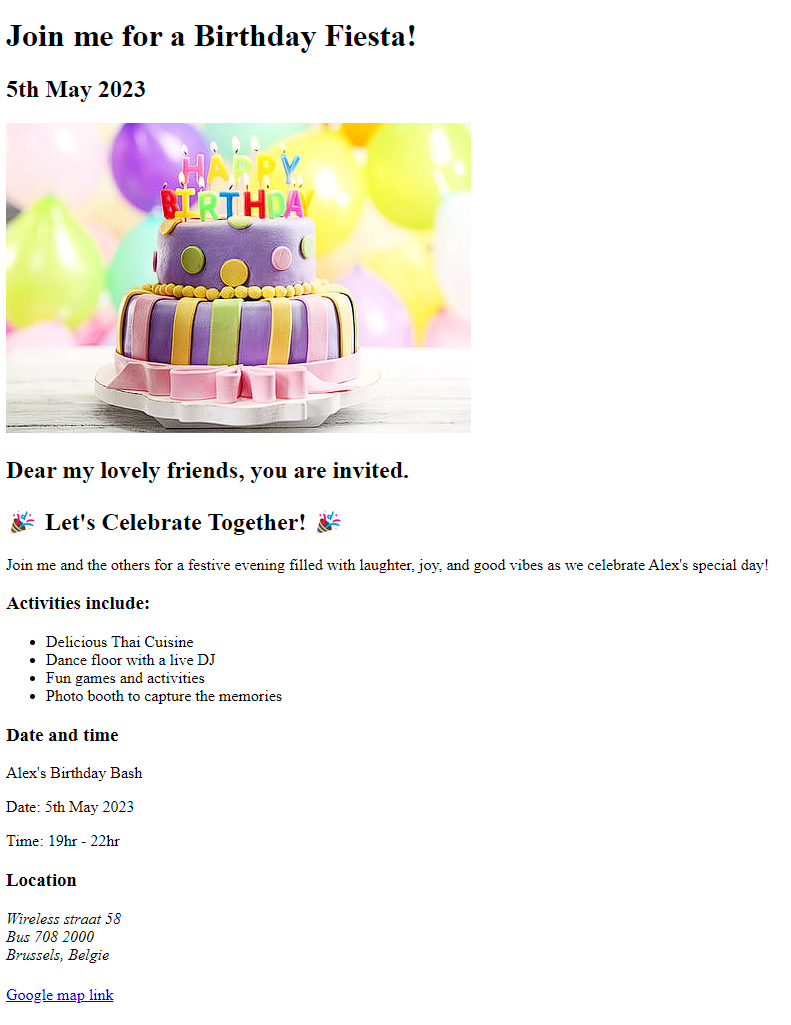 Join me for a Birthday Fiesta!
5th May 2023
HAPPY
BIRTHDAY
Dear my lovely friends, you are invited.
🎉 Let's Celebrate Together! 🎉
Join me and the others for a festive evening filled with laughter, joy, and good vibes as we celebrate Alex's special day!
Activities include:
• Delicious Thai Cuisine
• Dance floor with a live DJ
• Fun games and activities
• Photo booth to capture the memories
Date and time
Alex's Birthday Bash
Date: 5th May 2023
Time: 19hr - 22hr
Location
Wireless straat 58
Bus 708 2000
Brussels, Belgie
Google map link